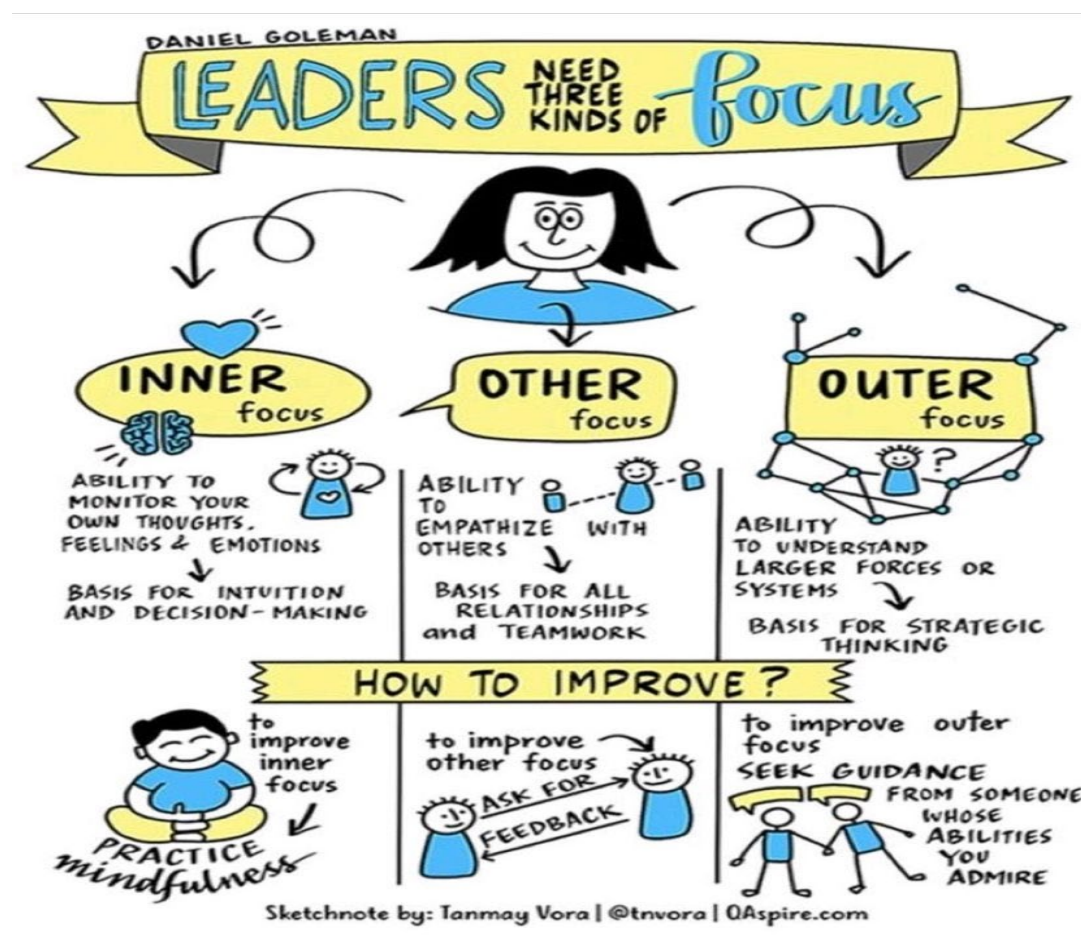 DANIEL GOLEMAN
LEADERS NEED THREE KINDS OF focus
INNER
focus
ABILITY TO
MONITOR YOUR
OWN THOUGHTS,
FEELINGS & EMOTIONS
BASIS FOR INTUITION
AND DECISION-MAKING
OTHER
focus
ABILITY
TO
EMPATHIZE WITH
OTHERS
BASIS FOR ALL
RELATIONSHIPS
and TEAMWORK
OUTER
focus
?
ABILITY
TO UNDERSTAND
LARGER FORCES OR
SYSTEMS
BASIS FOR STRATEGIC
THINKING
HOW TO IMPROVE?
to
improve
inner
focus
PRACTICE
mindfulness
to improve
other focus
ASK FOR
FEEDBACK
to improve outer
focus
SEEK GUIDANCE
FROM SOMEONE
WHOSE
ABILITIES
YOU
ADMIRE
Sketchnote by: Tanmay Vora | @tnvora | QAspire.com